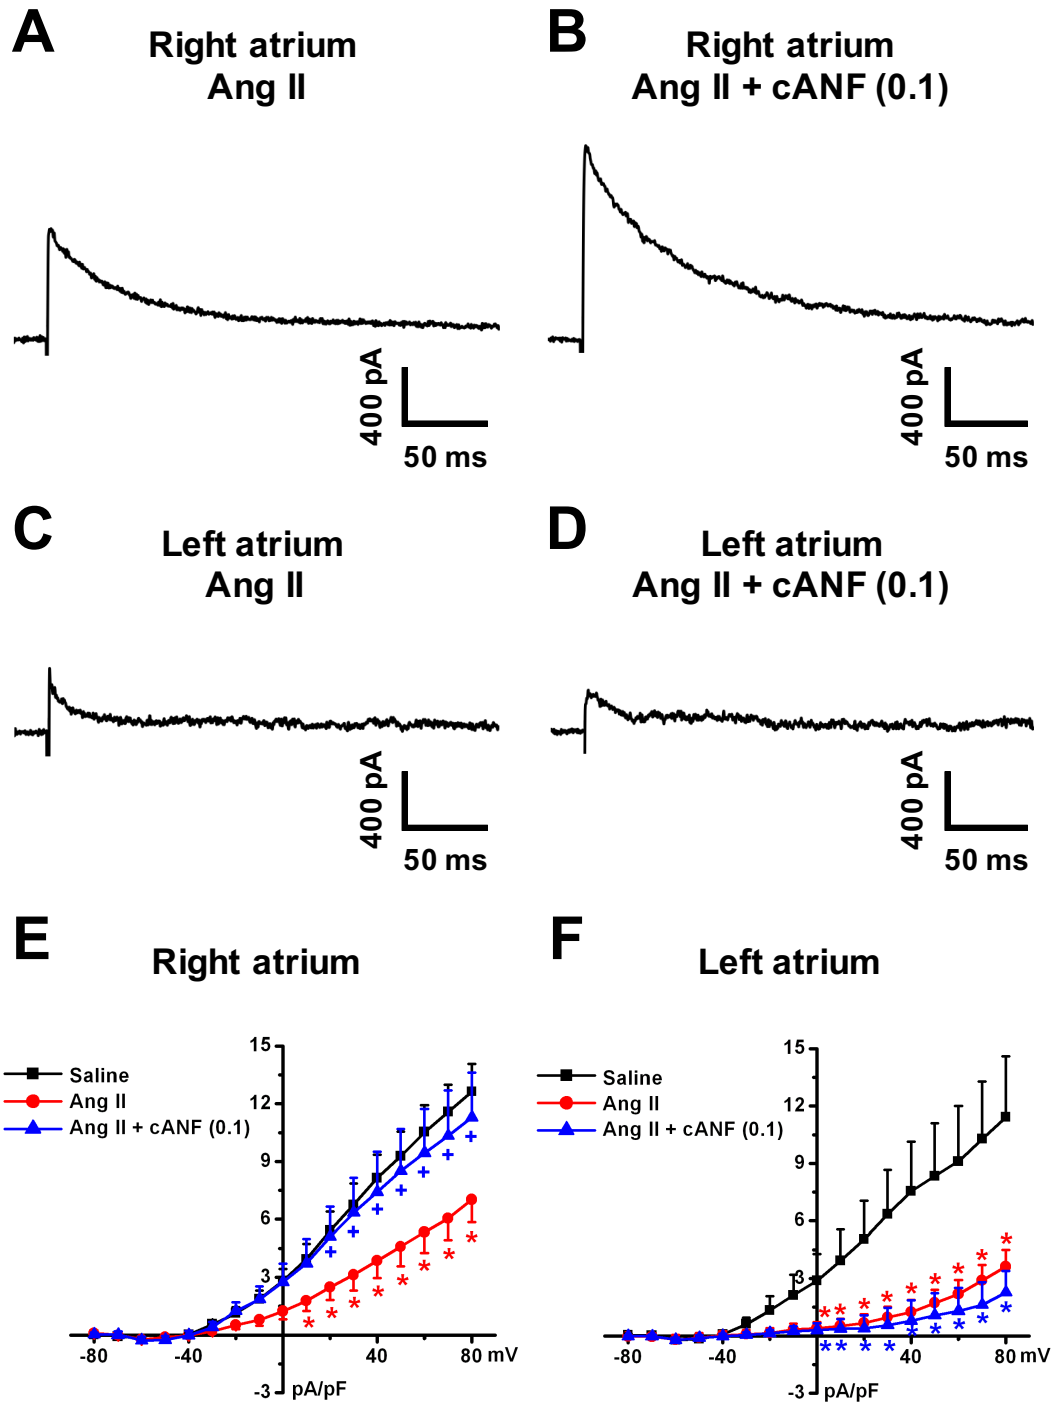 A
Right atrium
Ang II
400 pA
50 ms
B
Right atrium
Ang II + cANF (0.1)
400 pA
50 ms
C
Left atrium
Ang II
400 pA
50 ms
D
Left atrium
Ang II + cANF (0.1)
400 pA
50 ms
E
Right atrium
Saline
Ang II
Ang II + cANF (0.1)
15
12
9
6
3
-3
-80
-40
40
80 mV
pA/pF
+ + + + + + +
* * * * * * * *
F
Left atrium
Saline
Ang II
Ang II + cANF (0.1)
15
12
9
6
3
-3
-80
-40
40
80 mV
pA/pF
* * * * * * * * *
* * * * * * * * *